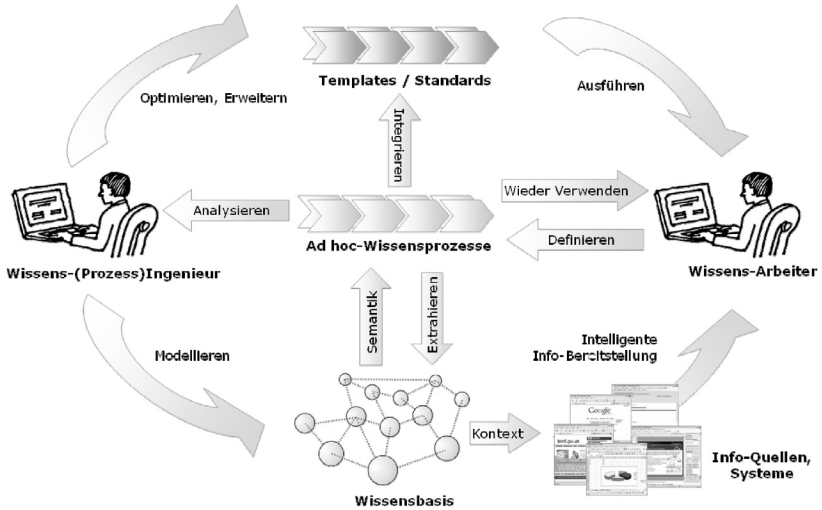 Templates / Standards
Optimieren, Erweitern
Ausführen
Integrieren
Analysieren
Wieder Verwenden
Definieren
Ad hoc-Wissensprozesse
Wissens-(Prozess)Ingenieur
Wissens-Arbeiter
Semantik
Extrahieren
Modellieren
Intelligente
Info-Bereitstellung
Google
Kontext
Info-Quellen,
Systeme
Wissensbasis